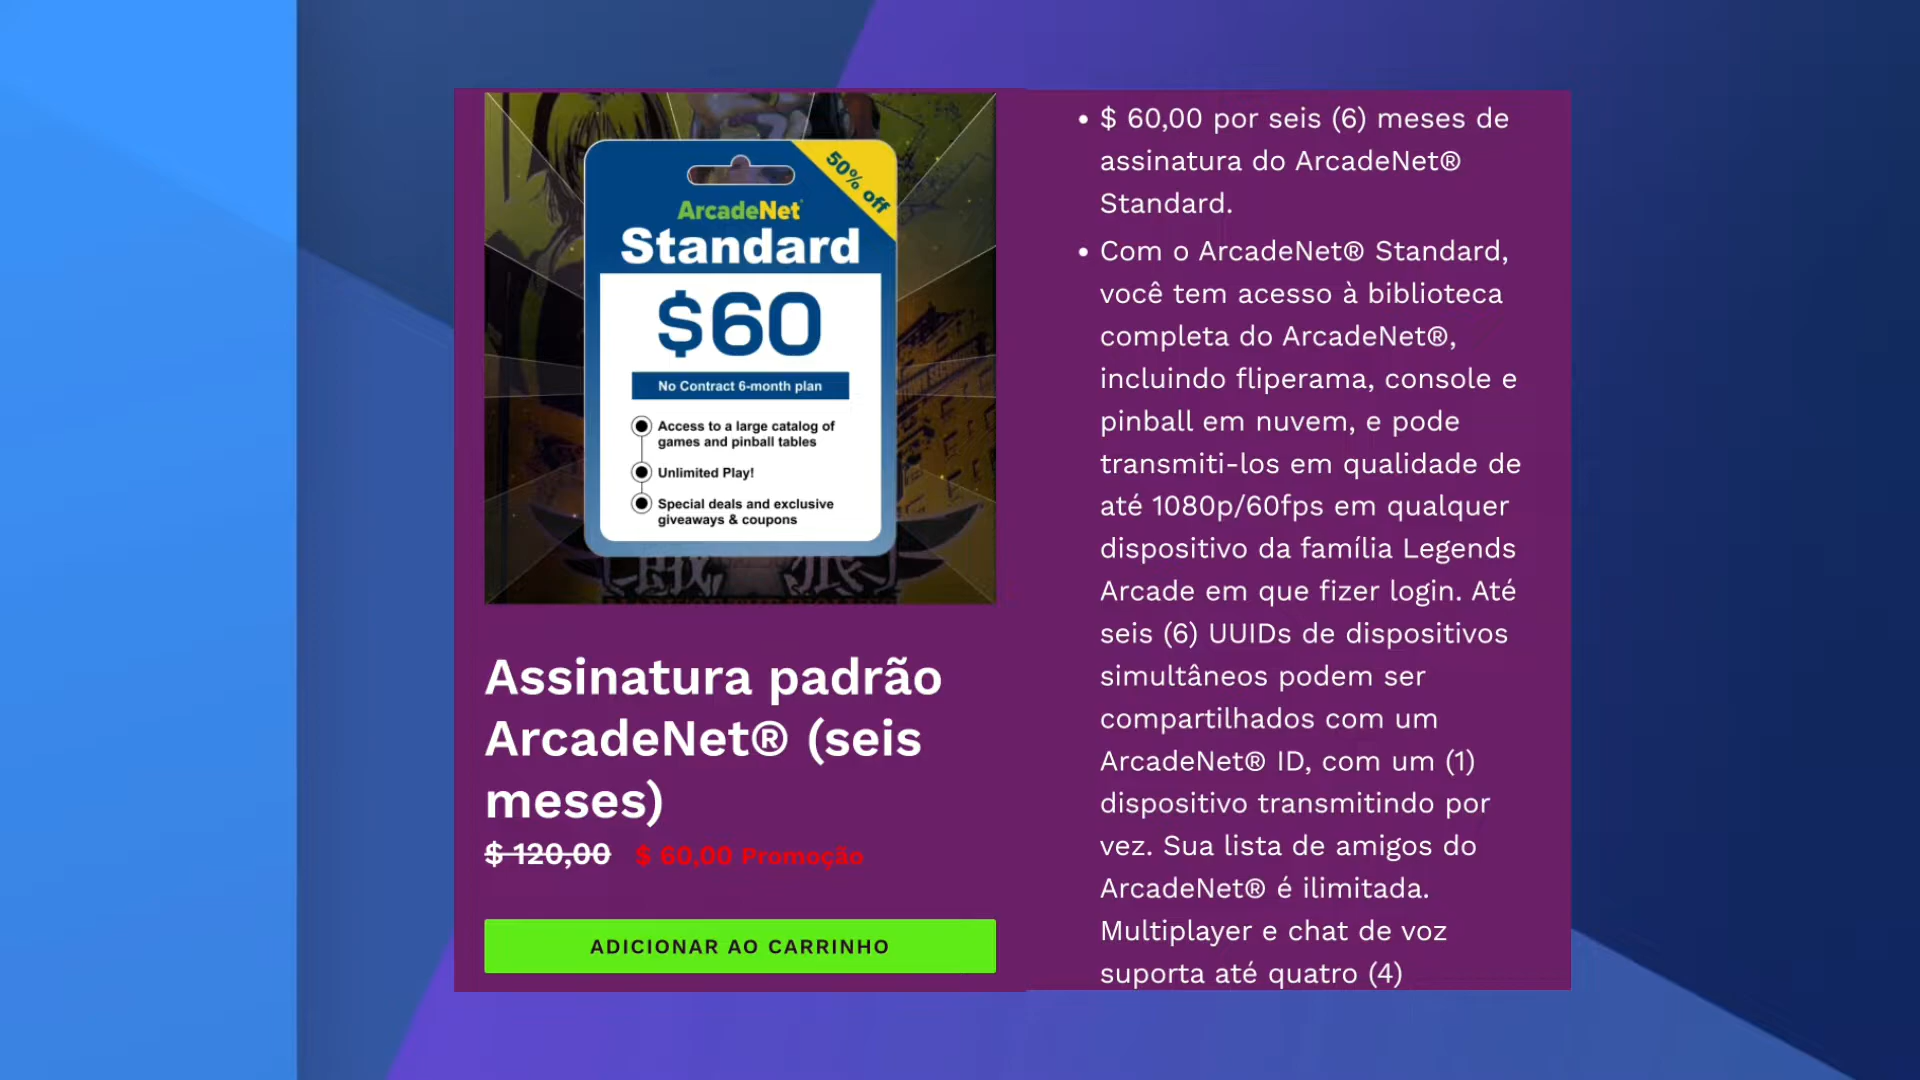 50% off
ArcadeNet
Standard
$60
No Contract 6-month plan
Access to a large catalog of
games and pinball tables
Unlimited Play!
Special deals and exclusive
giveaways & coupons
Assinatura padrão
ArcadeNet® (seis
meses)
$ 120,00 $ 60,00 Promoção
ADICIONAR AO CARRINHO
• $ 60,00 por seis (6) meses de
assinatura do ArcadeNet®
Standard.
• Com o ArcadeNet® Standard,
você tem acesso à biblioteca
completa do ArcadeNet®,
incluindo fliperama, console e
pinball em nuvem, e pode
transmiti-los em qualidade de
até 1080p/60fps em qualquer
dispositivo da família Legends
Arcade em que fizer login. Até
seis (6) UUIDs de dispositivos
simultâneos podem ser
compartilhados com um
ArcadeNet® ID, com um (1)
dispositivo transmitindo por
vez. Sua lista de amigos do
ArcadeNet® é ilimitada.
Multiplayer e chat de voz
suporta até quatro (4)